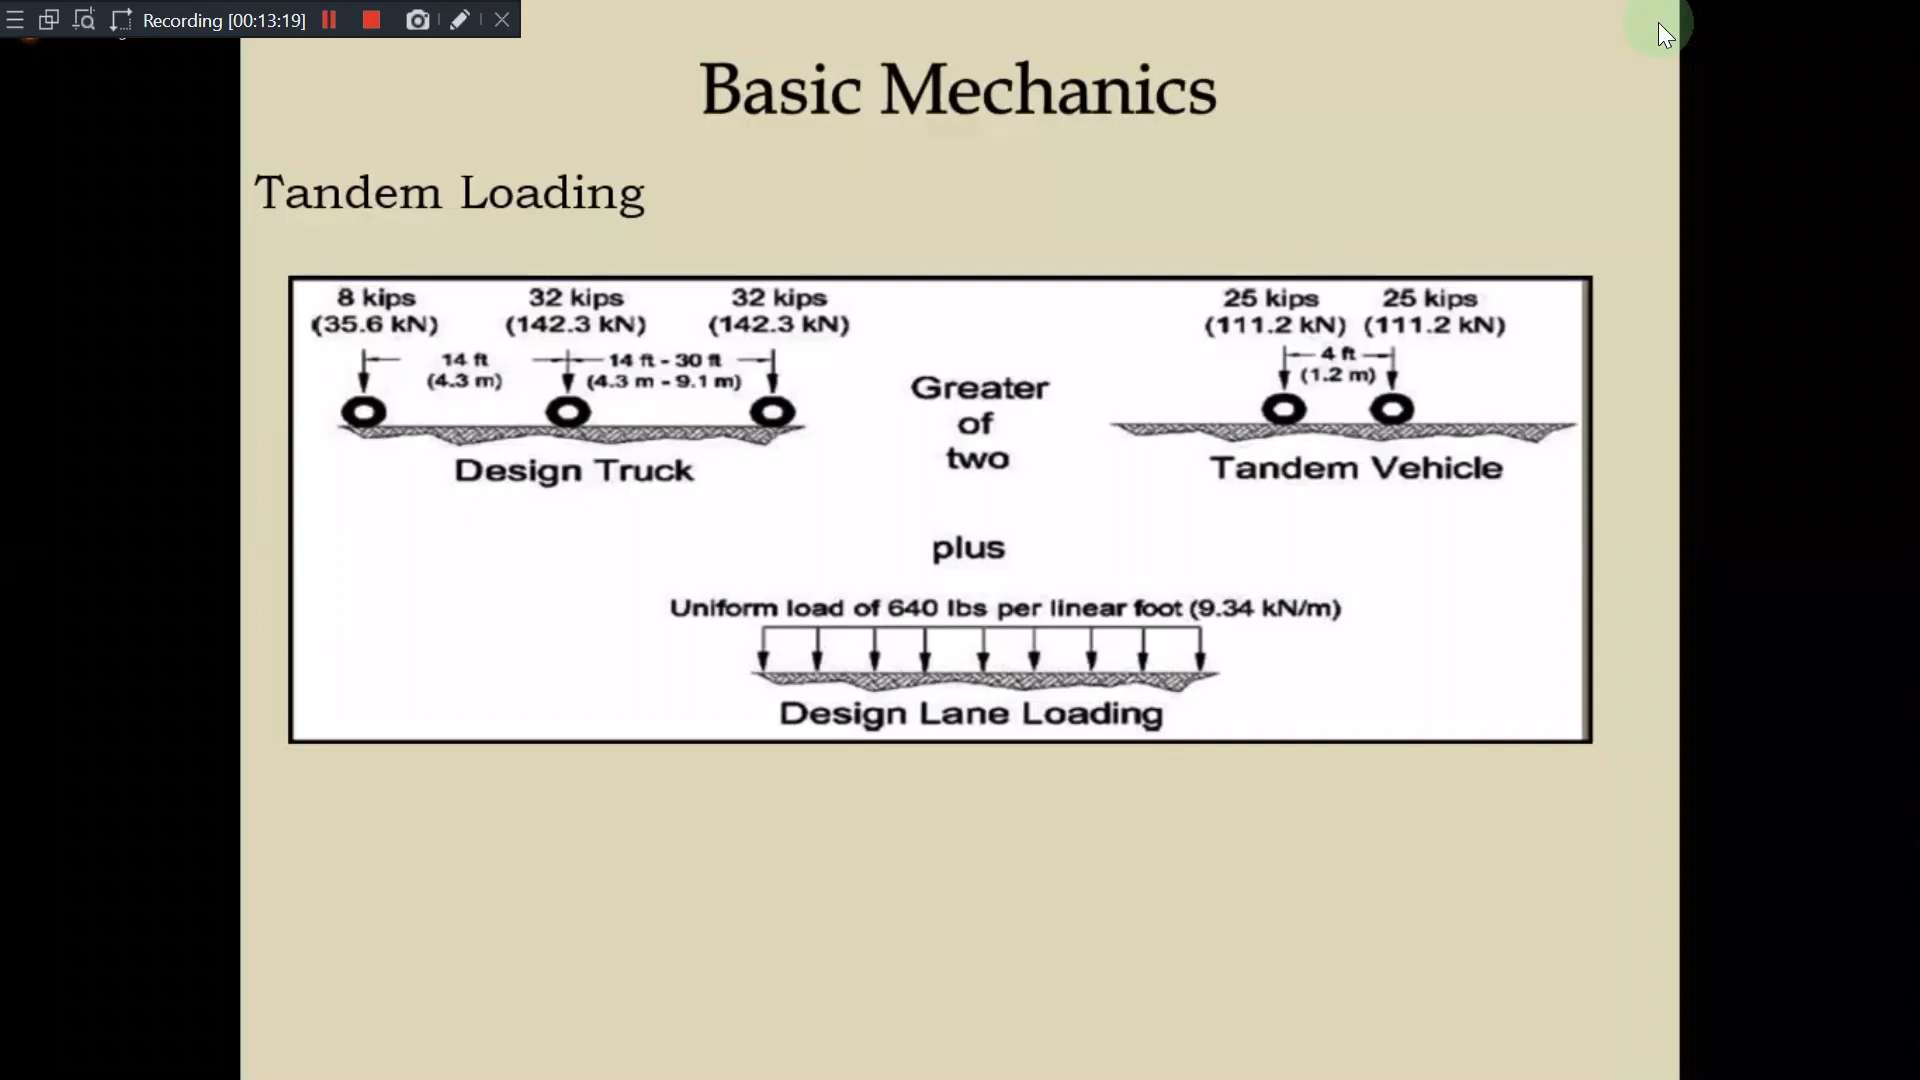 Recording [00:13:19]
Basic Mechanics
Tandem Loading
8 kips
(35.6 kN)
32 kips
(142.3 kN)
32 kips
(142.3 kN)
14 ft
(4.3 m)
14 ft - 30 ft
(4.3 m - 9.1 m)
Design Truck
Greater
of
two
25 kips
(111.2 kN)
25 kips
(111.2 kN)
4 ft
(1.2 m)
Tandem Vehicle
plus
Uniform load of 640 lbs per linear foot (9.34 kN/m)
Design Lane Loading